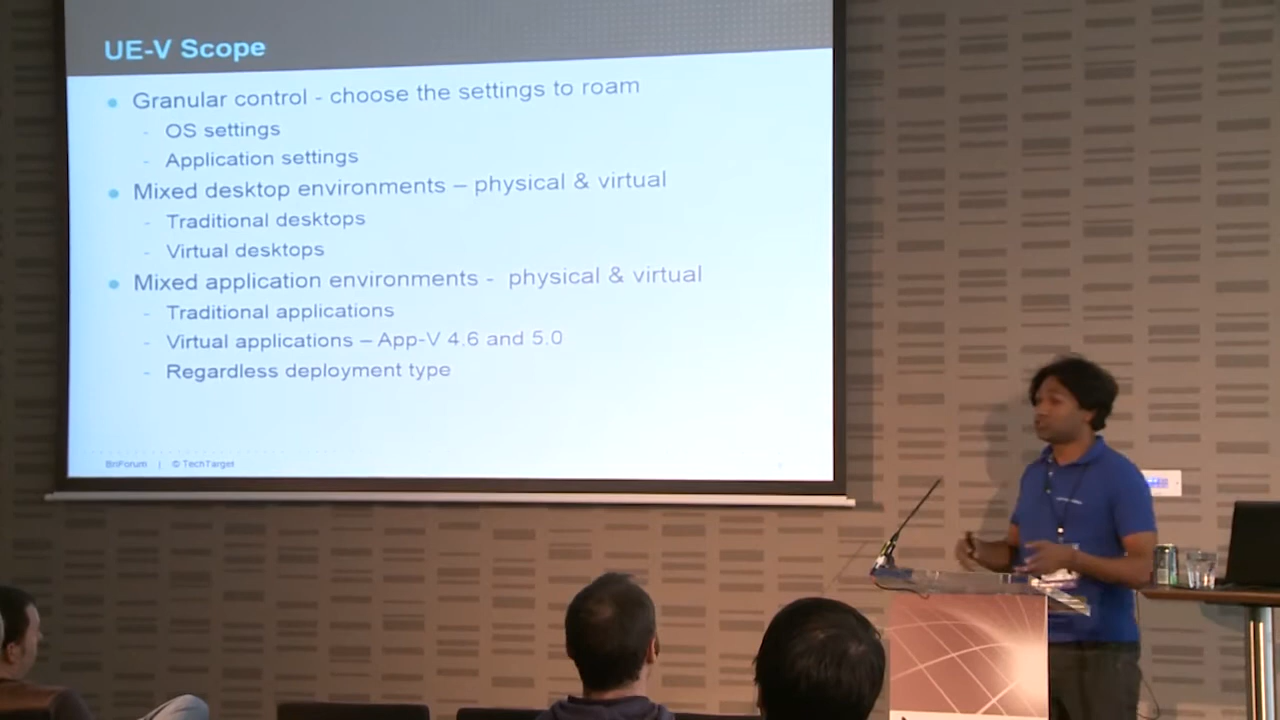 UE-V Scope
Granular control - choose the settings to roam
- OS settings
- Application settings
Mixed desktop environments – physical & virtual
- Traditional desktops
- Virtual desktops
Mixed application environments - physical & virtual
- Traditional applications
- Virtual applications – App-V 4.6 and 5.0
- Regardless deployment type
BriForum | © TechTarget